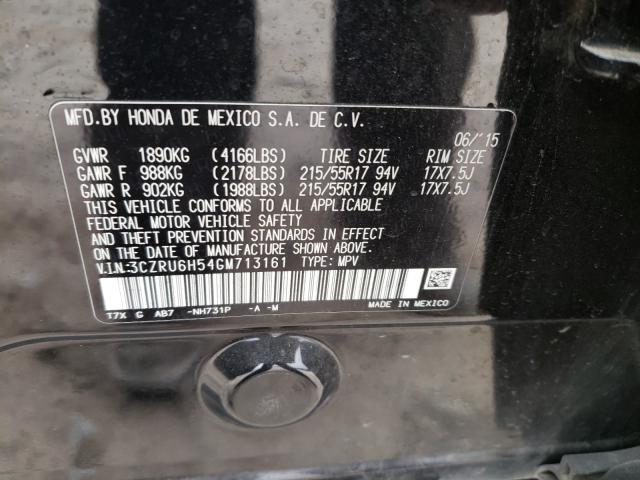 MFD.BY HONDA DE MEXICO S.A. DE C.V.
06/'15
GVWR 1890KG (4166LBS) TIRE SIZE RIM SIZE
GAWR F 988KG (2178LBS) 215/55R17 94V 17X7.5J
GAWR R 902KG (1988LBS) 215/55R17 94V 17X7.5J
THIS VEHICLE CONFORMS TO ALL APPLICABLE
FEDERAL MOTOR VEHICLE SAFETY
AND THEFT PREVENTION STANDARDS IN EFFECT
ON THE DATE OF MANUFACTURE SHOWN ABOVE.
V.I.N:3CZRU6H54GM713161 TYPE: MPV
T7X G AB7 -NH731P -A -M MADE IN MEXICO